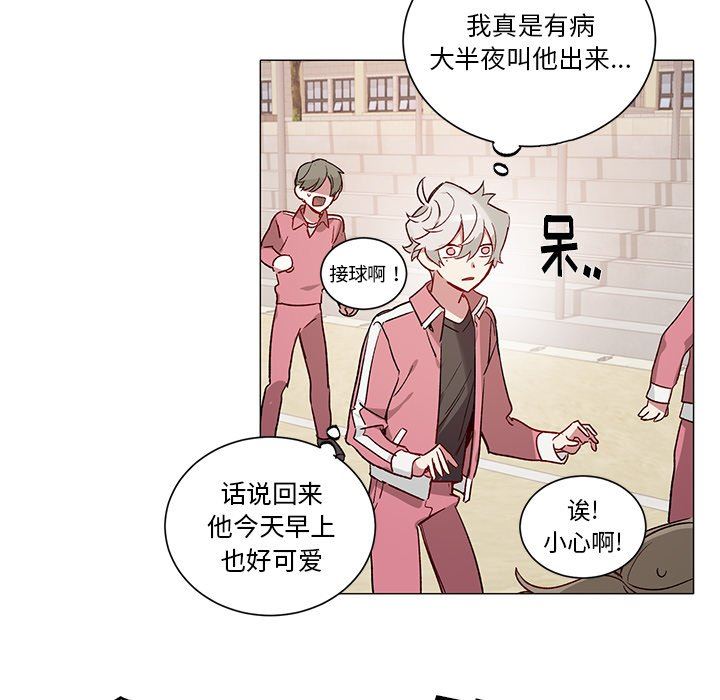 我真是有病
大半夜叫他出来...
接球啊！
呆..
话说回来
他今天早上
也好可爱
诶!
小心啊!